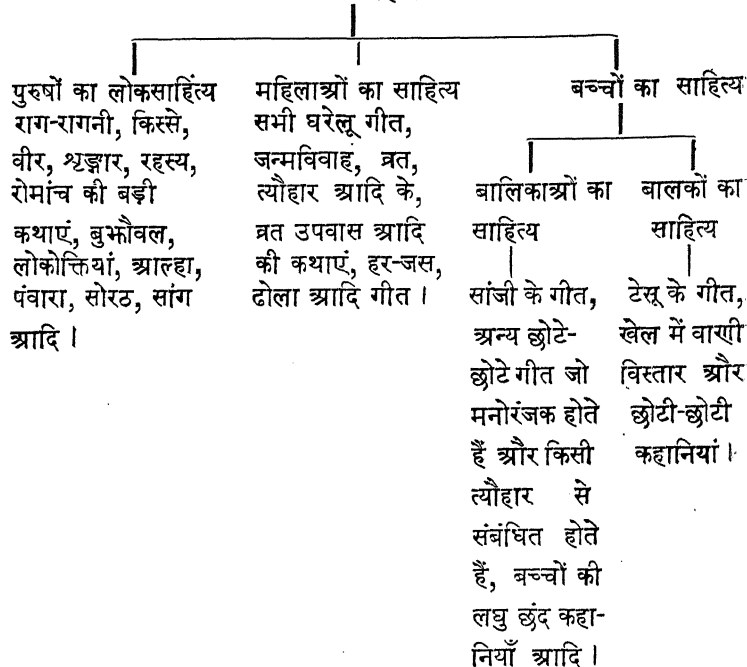 पुरुषों का लोकसाहित्य
राग-रागनी, किस्से,
वीर, श्रृङ्गार, रहस्य,
रोमांच की बड़ी
कथाएं, बुझौवल,
लोकोक्तियां, आल्हा,
पंवारा, सोरठ, सांग
आदि ।
महिलाओं का साहित्य
सभी घरेलू गीत,
जन्मविवाह, व्रत,
त्यौहार आदि के,
व्रत उपवास आदि
की कथाएं, हर-जस,
ढोला आदि गीत ।
बच्चों का साहित्य
बालिकाओं का
साहित्य
सांजी के गीत,
अन्य छोटे-
छोटे गीत जो
मनोरंजक होते
हैं और किसी
त्यौहार से
संबंधित होते
हैं, बच्चों की
लघु छंद कहा-
नियाँ आदि ।
बालकों का
साहित्य
टेसू के गीत,
खेल में वाणी
विस्तार और
छोटी-छोटी
कहानियां ।